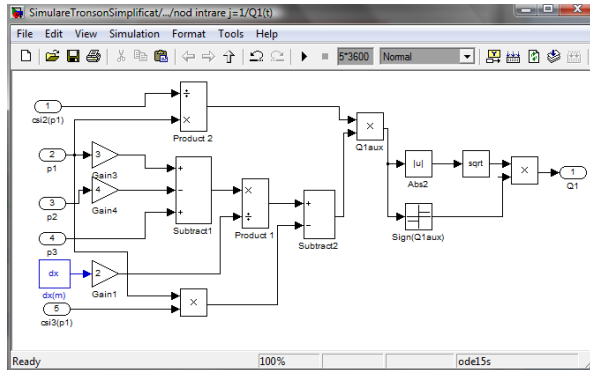 SimulareTronsonSimplificat/.../nod intrare j=1/Q1(t)
File Edit View Simulation Format Tools Help
5*3600 Normal
1
csi2(p1)
÷
×
Product 2
2
p1
3
Gain3
3
p2
4
Gain4
4
p3
+
−
+
Subtract1
×
÷
Product 1
+
−
Subtract2
×
Q1aux
|u|
Abs2
sqrt
×
1
Q1
Sign(Q1aux)
dx
dx(m)
2
Gain1
5
csi3(p1)
×
Ready 100% ode15s